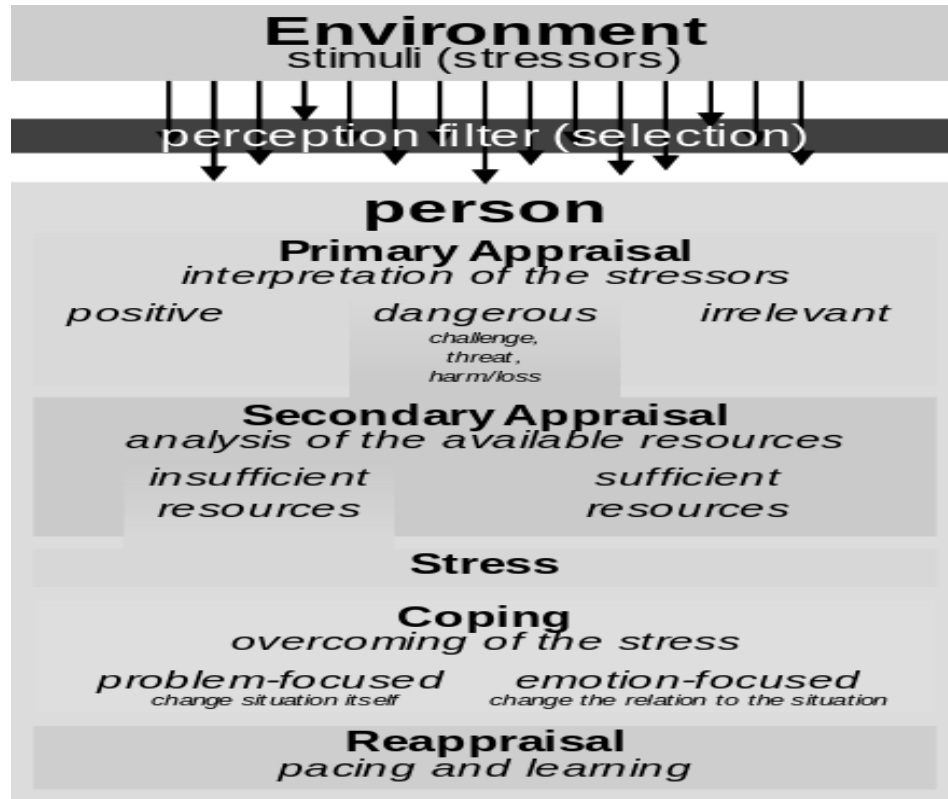 Environment
stimuli (stressors)
perception filter (selection)
person
Primary Appraisal
interpretation of the stressors
positive dangerous irrelevant
challenge,
threat,
harm/loss
Secondary Appraisal
analysis of the available resources
insufficient sufficient
resources resources
Stress
Coping
overcoming of the stress
problem-focused emotion-focused
change situation itself change the relation to the situation
Reappraisal
pacing and learning